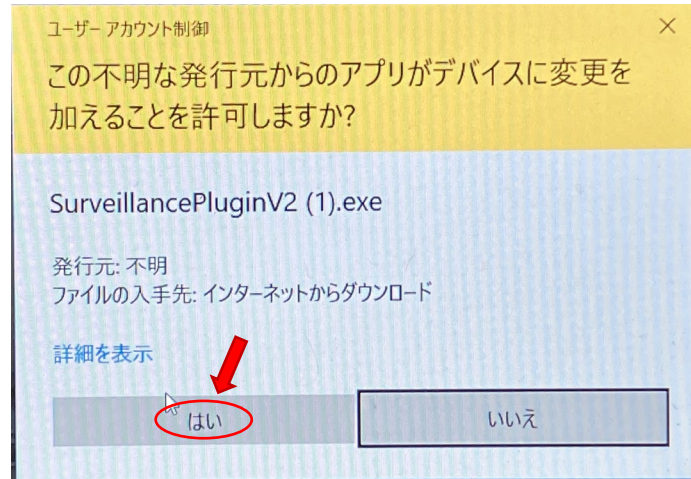 ユーザー アカウント制御
この不明な発行元からのアプリがデバイスに変更を
加えることを許可しますか?
SurveillancePluginV2 (1).exe
発行元: 不明
ファイルの入手先: インターネットからダウンロード
詳細を表示
はい
いいえ